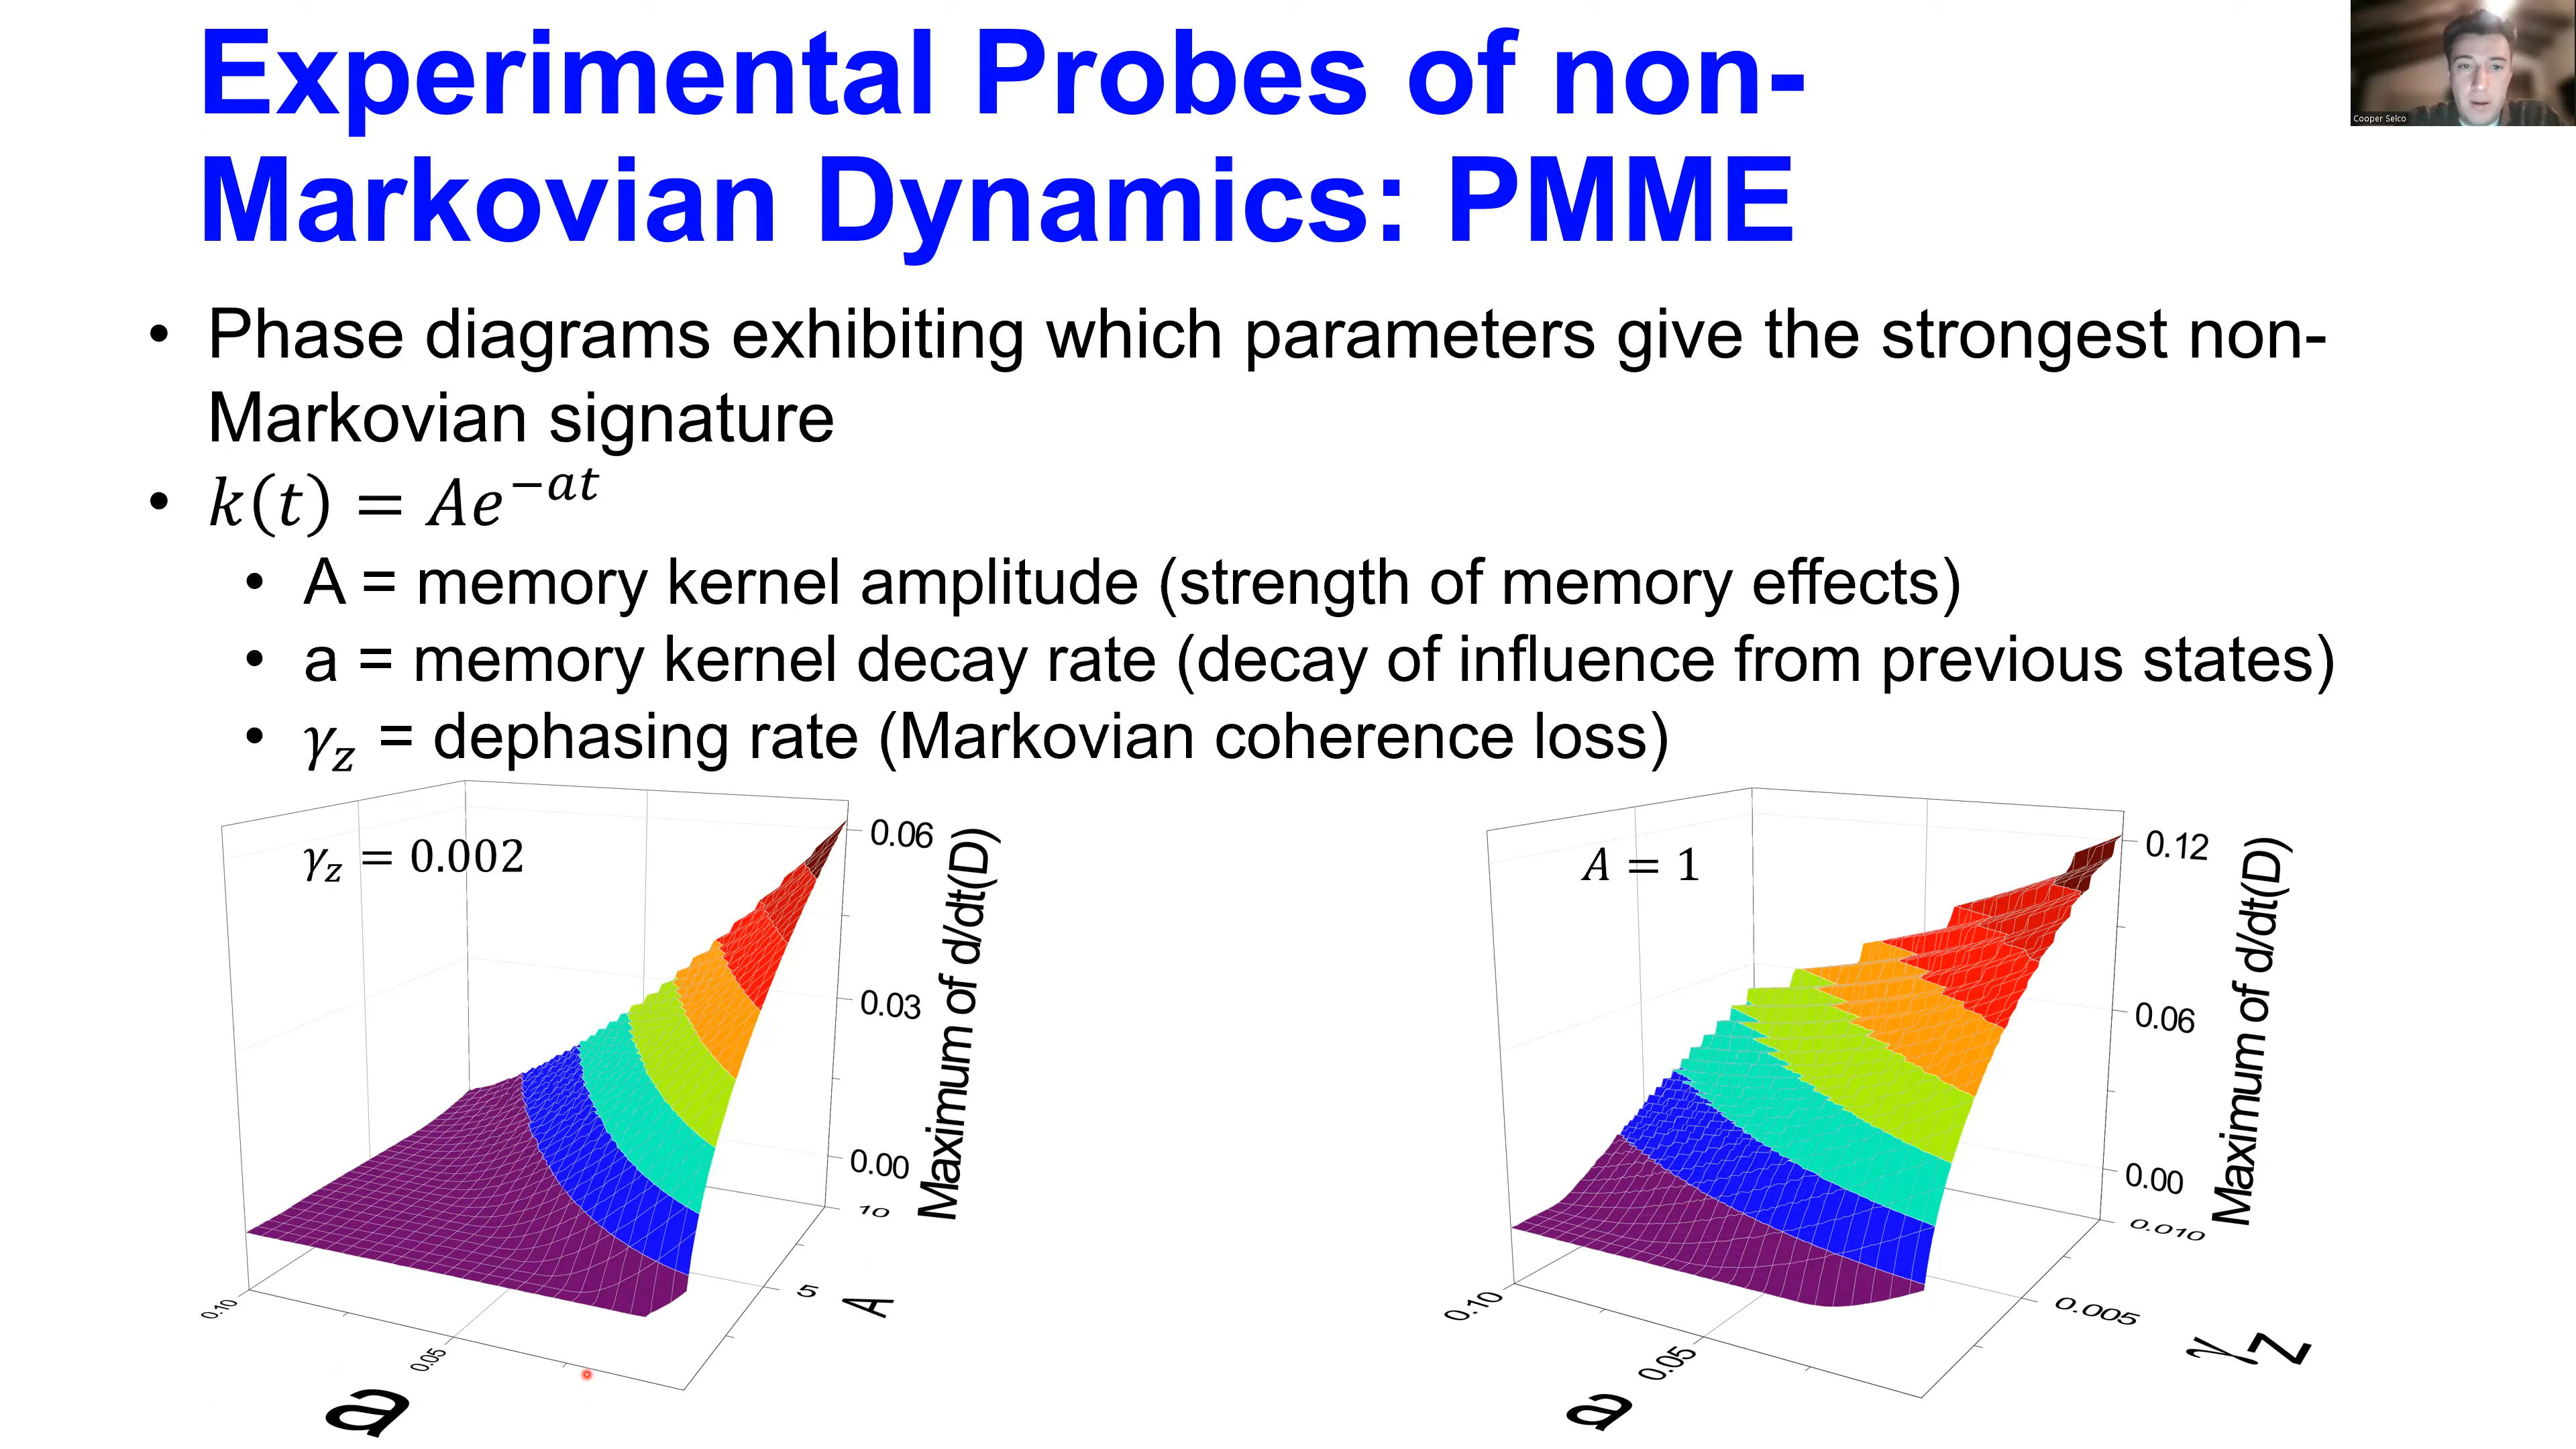 Experimental Probes of non-
Markovian Dynamics: PMME
Cooper Selco
• Phase diagrams exhibiting which parameters give the strongest non-
Markovian signature
• k(t) = Ae^{-at}
• A = memory kernel amplitude (strength of memory effects)
• a = memory kernel decay rate (decay of influence from previous states)
• γ_z = dephasing rate (Markovian coherence loss)
γ_z = 0.002
0.06
0.03
0.00
Maximum of d/dt(D)
10
5
A
0.10
0.05
a
A = 1
0.12
0.06
0.00
Maximum of d/dt(D)
0.010
0.005
γ_z
0.10
0.05
a